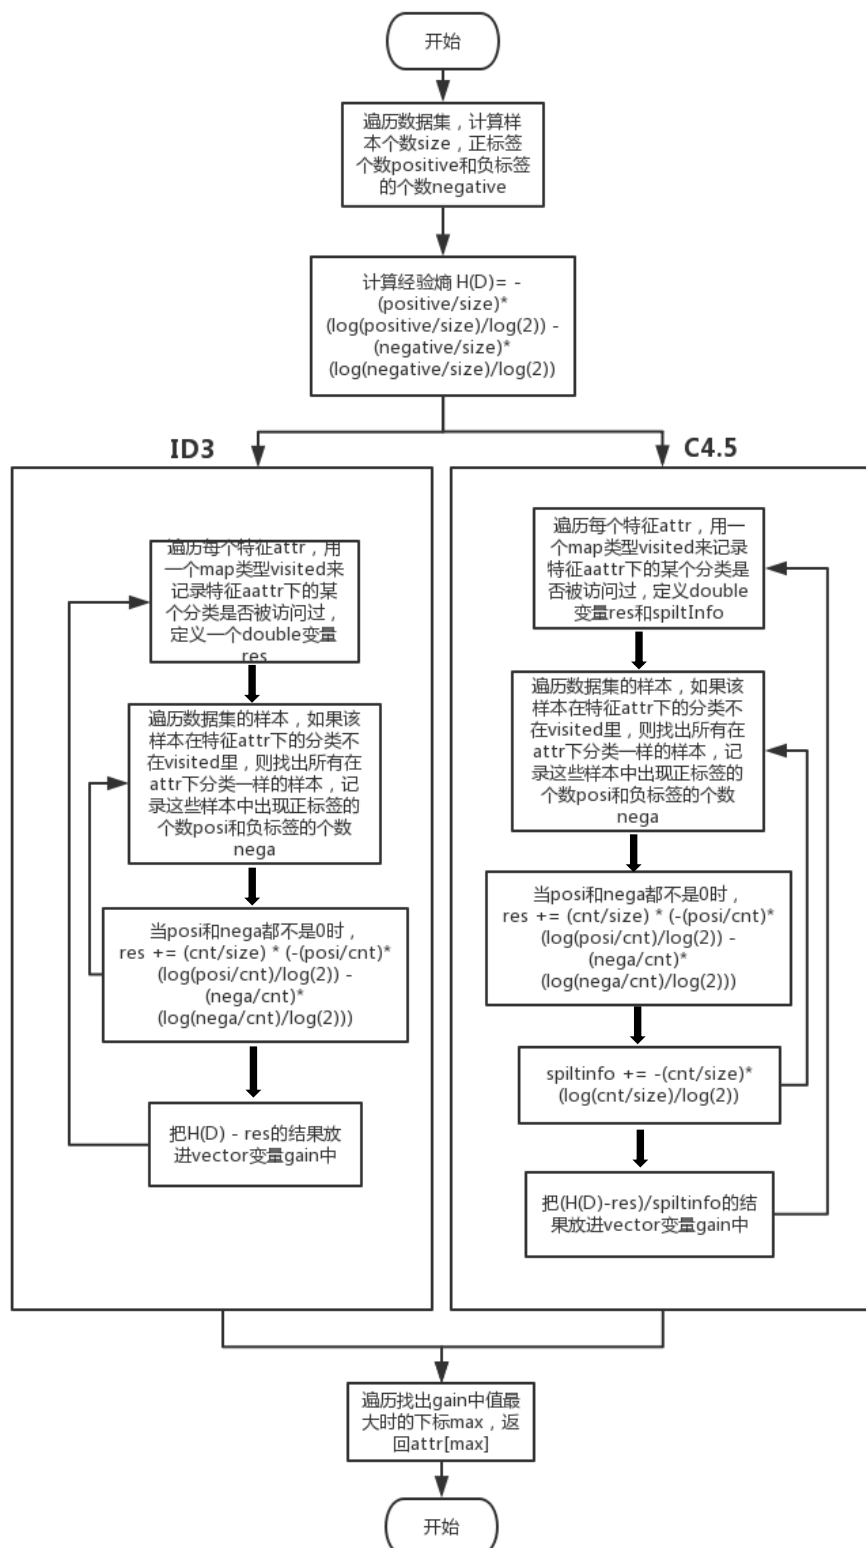 开始
遍历数据集，计算样
本个数size，正标签
个数positive和负标签
的个数negative
计算经验熵 H(D)= -
(positive/size)*
(log(positive/size)/log(2)) -
(negative/size)*
(log(negative/size)/log(2))
ID3
遍历每个特征attr，用
一个map类型visited来
记录特征aattr下的某
个分类是否被访问过，
定义一个double变量
res
遍历数据集的样本，如果该
样本在特征attr下的分类不
在visited里，则找出所有在
attr下分类一样的样本，记
录这些样本中出现正标签的
个数posi和负标签的个数
nega
当posi和nega都不是0时，
res += (cnt/size) * (-(posi/cnt)*
(log(posi/cnt)/log(2)) -
(nega/cnt)*
(log(nega/cnt)/log(2)))
把H(D) - res的结果放
进vector变量gain中
C4.5
遍历每个特征attr，用一
个map类型visited来记录
特征aattr下的某个分类是
否被访问过，定义double
变量res和spiltInfo
遍历数据集的样本，如果该
样本在特征attr下的分类不
在visited里，则找出所有在
attr下分类一样的样本，记
录这些样本中出现正标签的
个数posi和负标签的个数
nega
当posi和nega都不是0时，
res += (cnt/size) * (-(posi/cnt)*
(log(posi/cnt)/log(2)) -
(nega/cnt)*
(log(nega/cnt)/log(2)))
spiltinfo += -(cnt/size)*
(log(cnt/size)/log(2))
把(H(D)-res)/spiltinfo的结
果放进vector变量gain中
遍历找出gain中值最
大时的下标max，返
回attr[max]
开始